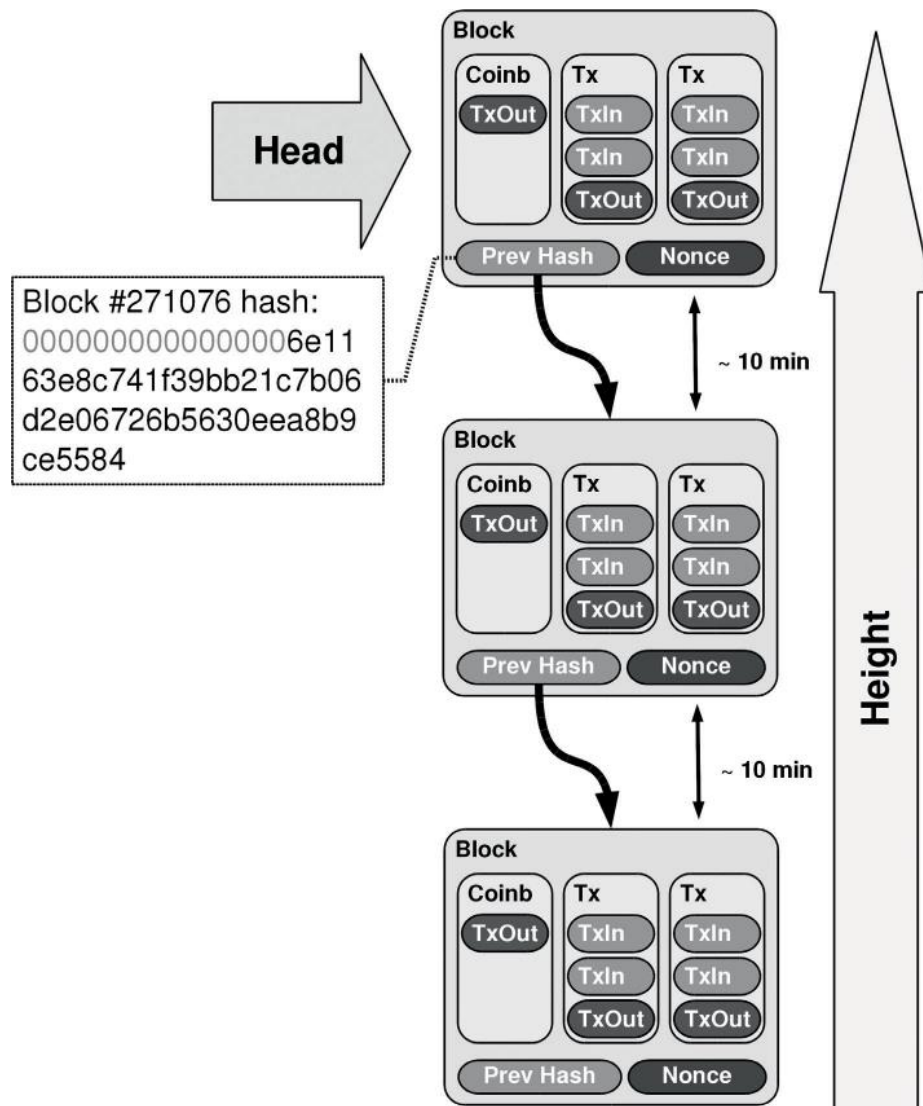 Block
Coinb Tx Tx
TxOut TxIn TxIn
TxIn TxIn
TxOut TxOut
Head
Prev Hash Nonce
Block #271076 hash:
0000000000000006e11
63e8c741f39bb21c7b06
d2e06726b5630eea8b9
ce5584
~ 10 min
Block
Coinb Tx Tx
TxOut TxIn TxIn
TxIn TxIn
TxOut TxOut
Prev Hash Nonce
Height
~ 10 min
Block
Coinb Tx Tx
TxOut TxIn TxIn
TxIn TxIn
TxOut TxOut
Prev Hash Nonce